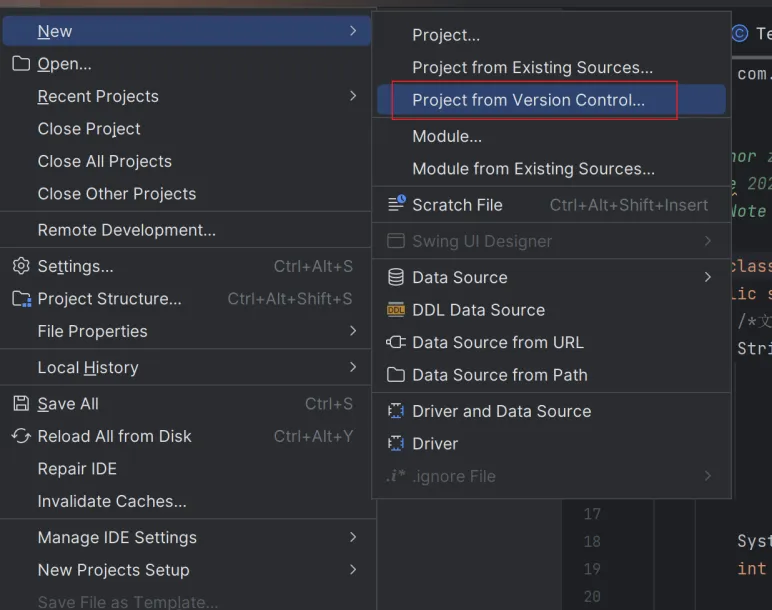 New
Open...
Recent Projects
Close Project
Close All Projects
Close Other Projects
Remote Development...
Settings... Ctrl+Alt+S
Project Structure... Ctrl+Alt+Shift+S
File Properties
Local History
Save All Ctrl+S
Reload All from Disk Ctrl+Alt+Y
Repair IDE
Invalidate Caches...
Manage IDE Settings
New Projects Setup
Save File as Template...
Project...
Project from Existing Sources...
Project from Version Control...
Module...
Module from Existing Sources...
Scratch File Ctrl+Alt+Shift+Insert
Swing UI Designer
Data Source
DDL Data Source
Data Source from URL
Data Source from Path
Driver and Data Source
Driver
.i* .ignore File
C Te
com.
hor z
e 202
Note
class
lic s
/*文
Stri
17
18 Syst
19 int
20